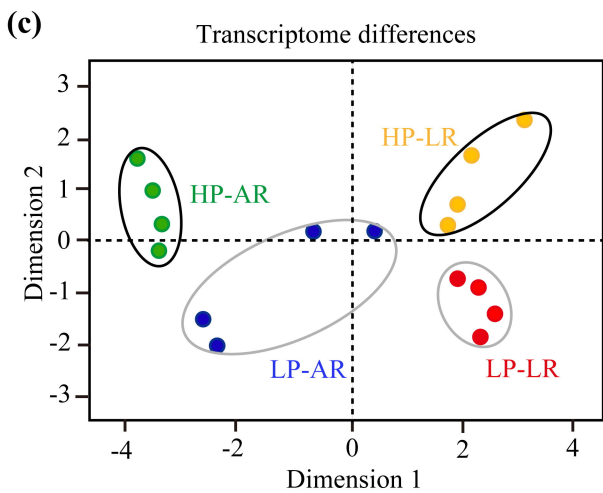 (c)
Transcriptome differences
3
2
1
0
-1
-2
-3
Dimension 2
HP-AR
HP-LR
LP-AR
LP-LR
-4
-2
0
2
4
Dimension 1